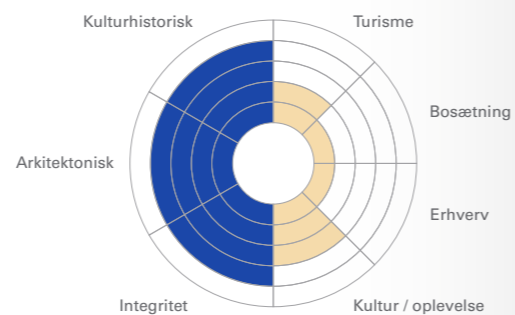 Kulturhistorisk
Turisme
Bosætning
Arkitektonisk
Erhverv
Integritet
Kultur / oplevelse